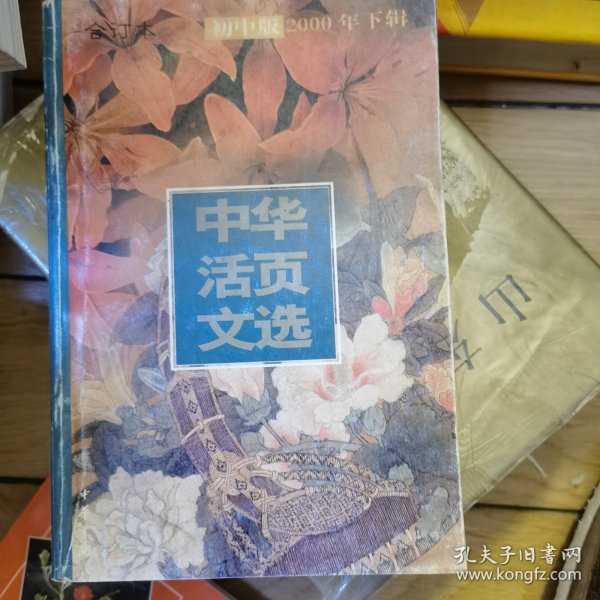 合订本 初中版 2000年下辑
中华
活页
文选
山
孔夫子旧书网
www.kongfz.com